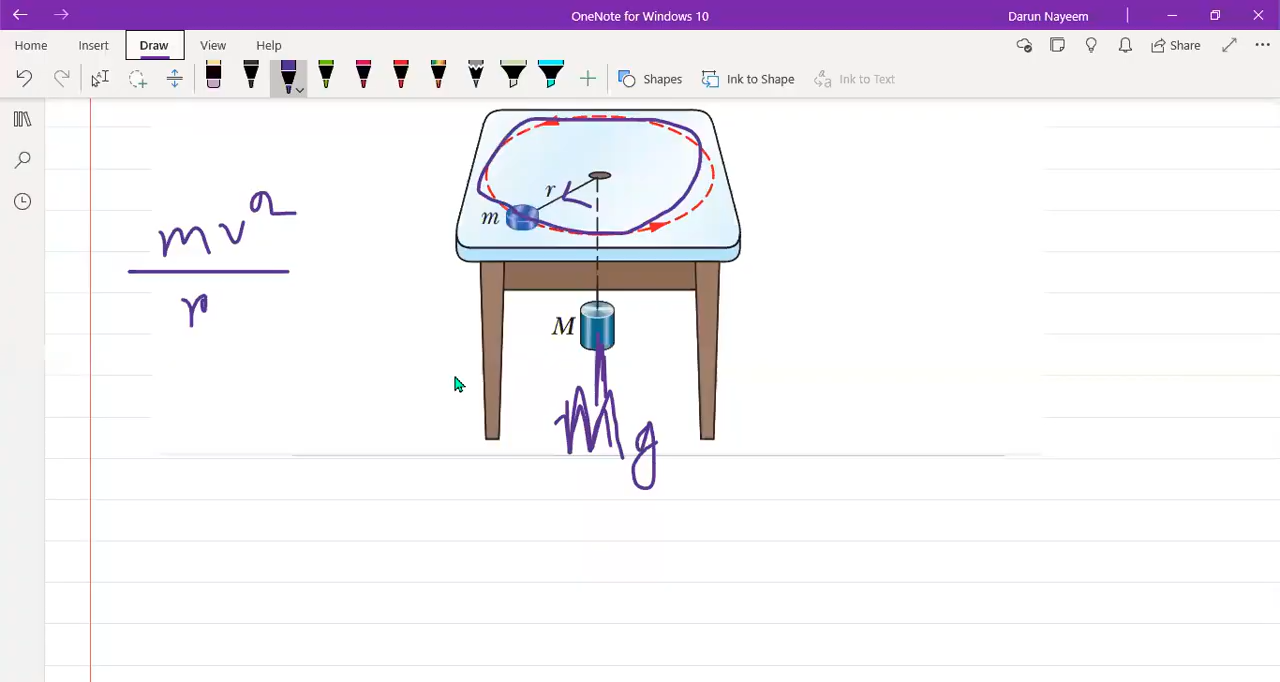 OneNote for Windows 10
Darun Nayeem
Home Insert Draw View Help
Share
Shapes
Ink to Shape
Ink to Text
r
m
M
mv²
r
Mg